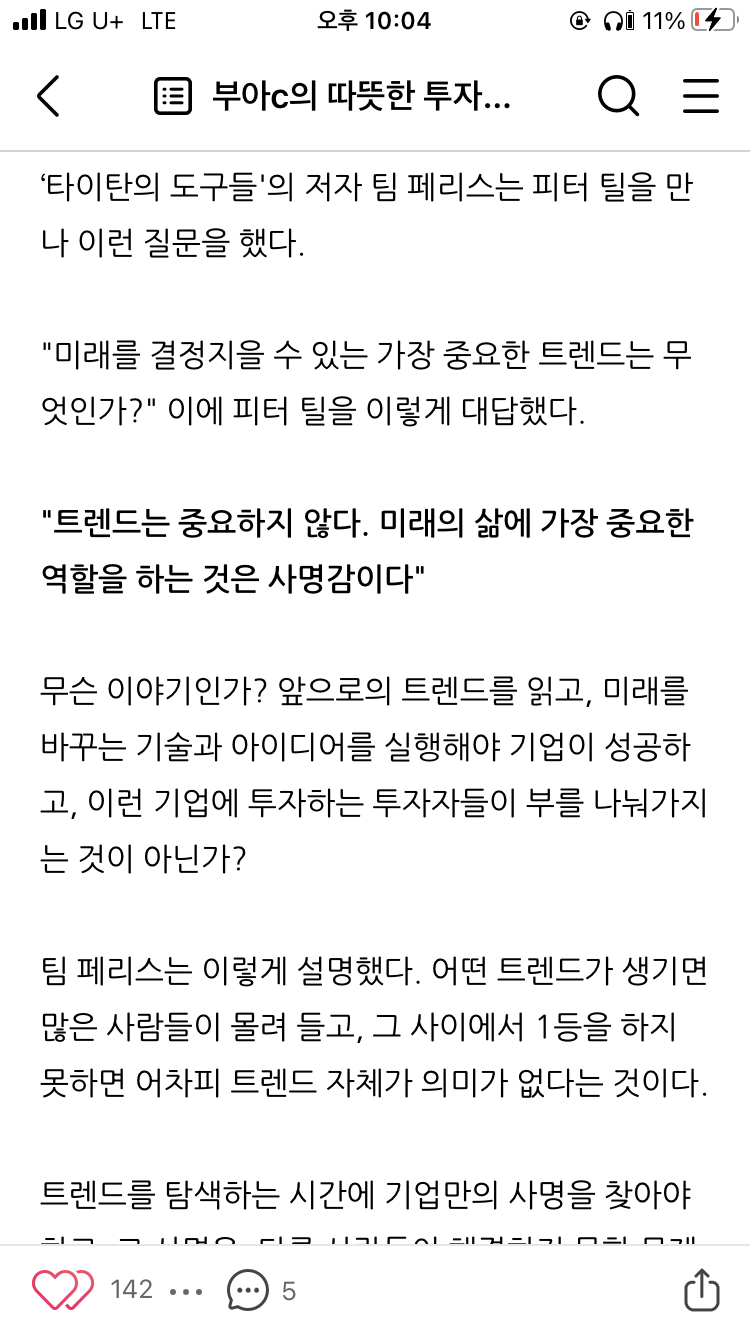 LG U+ LTE 오후 10:04 11%
부아c의 따뜻한 투자...
‘타이탄의 도구들'의 저자 팀 페리스는 피터 틸을 만
나 이런 질문을 했다.
"미래를 결정지을 수 있는 가장 중요한 트렌드는 무
엇인가?" 이에 피터 틸을 이렇게 대답했다.
"트렌드는 중요하지 않다. 미래의 삶에 가장 중요한
역할을 하는 것은 사명감이다"
무슨 이야기인가? 앞으로의 트렌드를 읽고, 미래를
바꾸는 기술과 아이디어를 실행해야 기업이 성공하
고, 이런 기업에 투자하는 투자자들이 부를 나눠가지
는 것이 아닌가?
팀 페리스는 이렇게 설명했다. 어떤 트렌드가 생기면
많은 사람들이 몰려 들고, 그 사이에서 1등을 하지
못하면 어차피 트렌드 자체가 의미가 없다는 것이다.
트렌드를 탐색하는 시간에 기업만의 사명을 찾아야
142 5